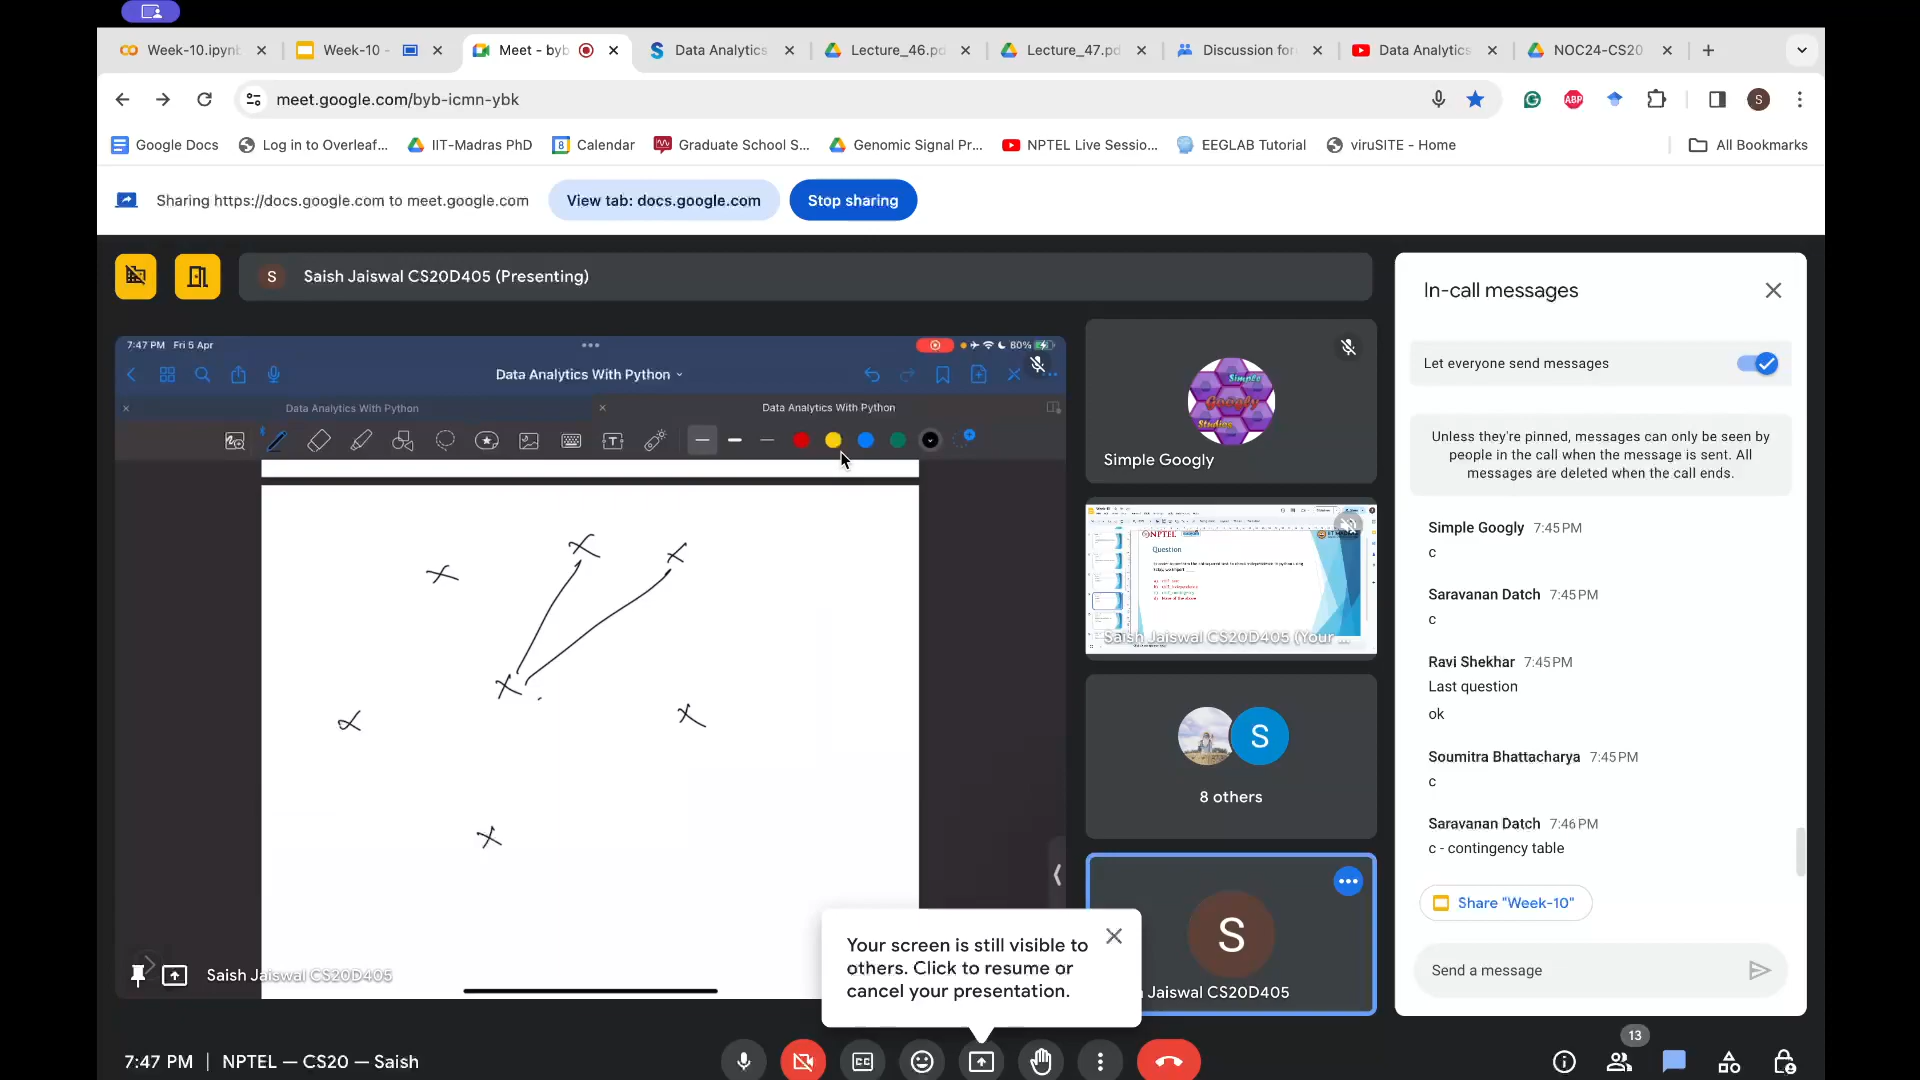 Week-10.ipynb
Week-10 -
Meet - byb
Data Analytics
Lecture_46.pd
Lecture_47.pd
Discussion for
Data Analytics
NOC24-CS20
meet.google.com/byb-icmn-ybk
ABP
S
Google Docs
Log in to Overleaf...
IIT-Madras PhD
Calendar
Graduate School S...
Genomic Signal Pr...
NPTEL Live Sessio...
EEGLAB Tutorial
viruSITE - Home
All Bookmarks
Sharing https://docs.google.com to meet.google.com
View tab: docs.google.com
Stop sharing
S
Saish Jaiswal CS20D405 (Presenting)
7:47 PM Fri 5 Apr
80%
Data Analytics With Python
Data Analytics With Python
Data Analytics With Python
x
x
x
x
x
x
Saish Jaiswal CS20D405
Simple Googly Studios
Simple Googly
NPTEL
Question
Saish Jaiswal CS20D405 (Your ...
S
8 others
S
Jaiswal CS20D405
Your screen is still visible to
others. Click to resume or
cancel your presentation.
In-call messages
Let everyone send messages
Unless they're pinned, messages can only be seen by
people in the call when the message is sent. All
messages are deleted when the call ends.
Simple Googly 7:45 PM
c
Saravanan Datch 7:45 PM
c
Ravi Shekhar 7:45 PM
Last question
ok
Soumitra Bhattacharya 7:45 PM
c
Saravanan Datch 7:46 PM
c - contingency table
Share "Week-10"
Send a message
13
7:47 PM | NPTEL — CS20 — Saish
CC